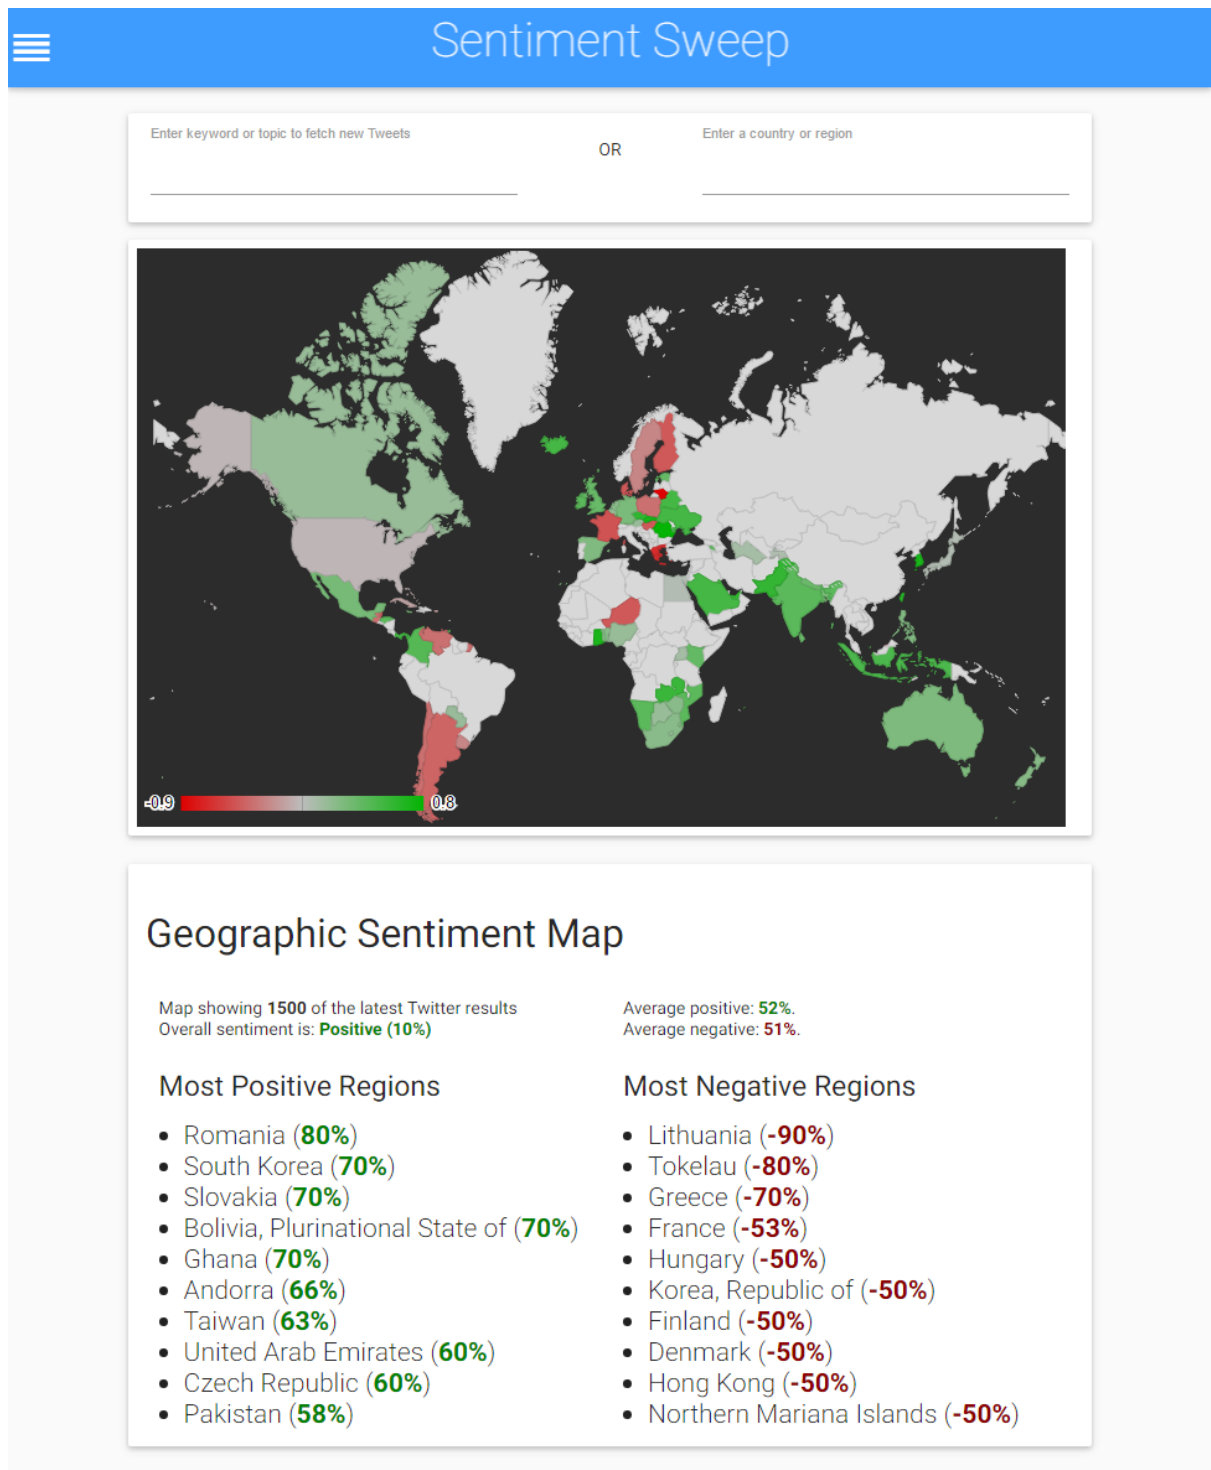 Sentiment Sweep
Enter keyword or topic to fetch new Tweets
OR
Enter a country or region
-0.9
0.8
Geographic Sentiment Map
Map showing 1500 of the latest Twitter results
Overall sentiment is: Positive (10%)
Average positive: 52%.
Average negative: 51%.
Most Positive Regions
Romania (80%)
South Korea (70%)
Slovakia (70%)
Bolivia, Plurinational State of (70%)
Ghana (70%)
Andorra (66%)
Taiwan (63%)
United Arab Emirates (60%)
Czech Republic (60%)
Pakistan (58%)
Most Negative Regions
Lithuania (-90%)
Tokelau (-80%)
Greece (-70%)
France (-53%)
Hungary (-50%)
Korea, Republic of (-50%)
Finland (-50%)
Denmark (-50%)
Hong Kong (-50%)
Northern Mariana Islands (-50%)